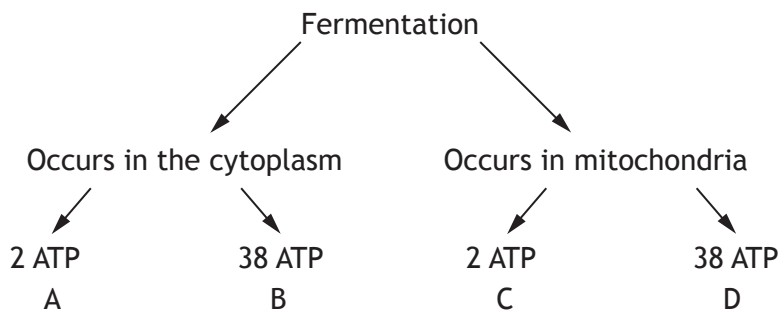 Fermentation
Occurs in the cytoplasm Occurs in mitochondria
2 ATP 38 ATP 2 ATP 38 ATP
A B C D